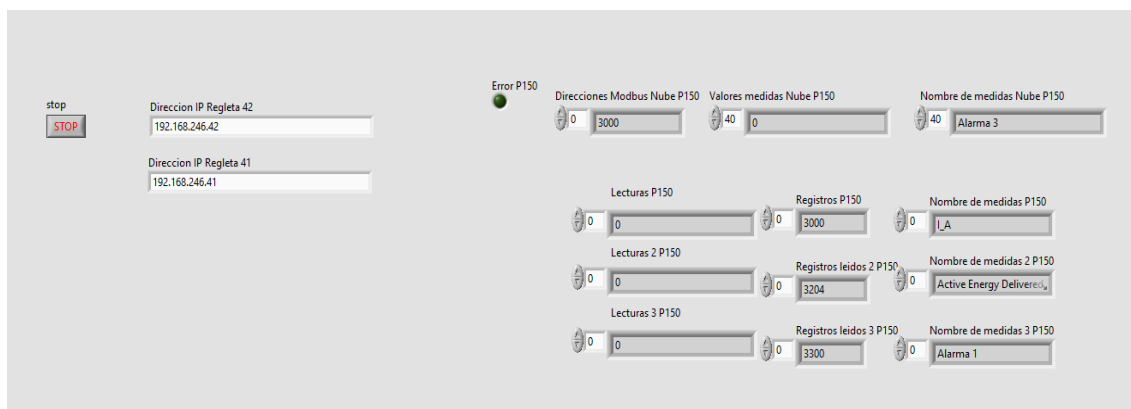 Error P150
stop
STOP
Direccion IP Regleta 42
192.168.246.42
Direcciones Modbus Nube P150
0
3000
Valores medidas Nube P150
40
0
Nombre de medidas Nube P150
40
Alarma 3
Direccion IP Regleta 41
192.168.246.41
Lecturas P150
0
0
Registros P150
0
3000
Nombre de medidas P150
0
I_A
Lecturas 2 P150
0
0
Registros leidos 2 P150
0
3204
Nombre de medidas 2 P150
0
Active Energy Delivered,
Lecturas 3 P150
0
0
Registros leidos 3 P150
0
3300
Nombre de medidas 3 P150
0
Alarma 1